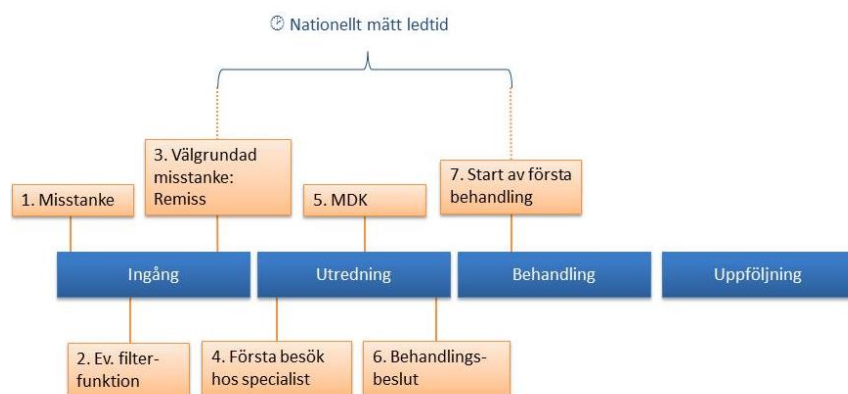 Nationellt mätt ledtid
3. Välgrundad
misstanke:
Remiss
7. Start av första
behandling
1. Misstanke
5. MDK
Ingång
Utredning
Behandling
Uppföljning
2. Ev. filter-
funktion
4. Första besök
hos specialist
6. Behandlings-
beslut